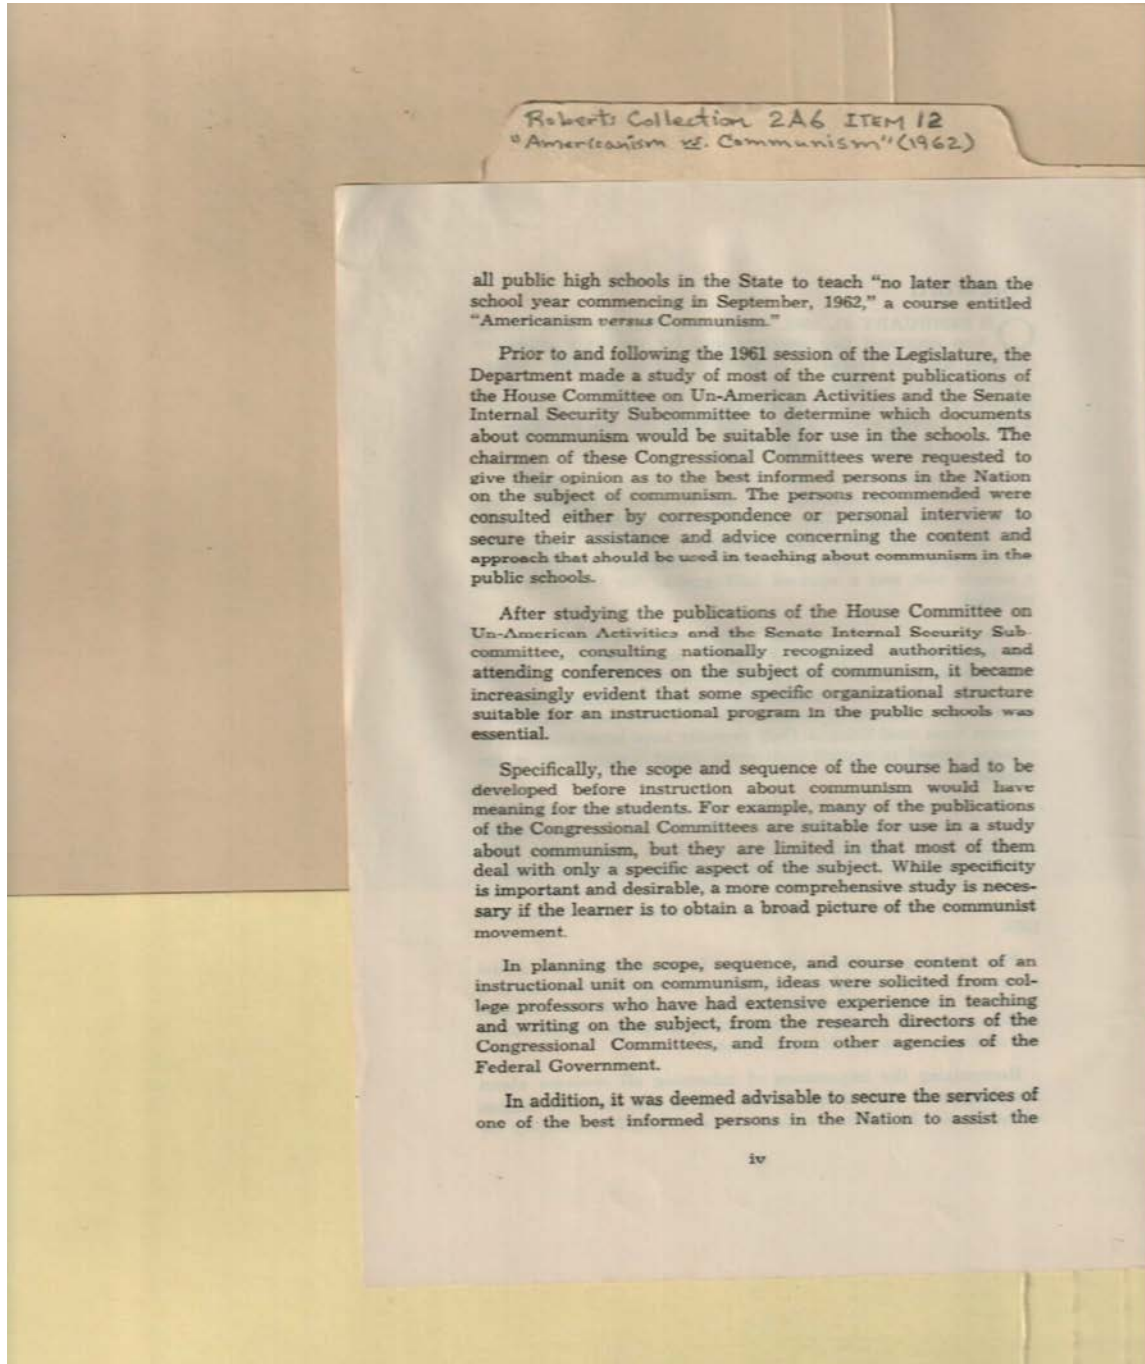 Roberts Collection 2A6 ITEM 12
"Americanism vs. Communism" (1962)
all public high schools in the State to teach “no later than the
school year commencing in September, 1962,” a course entitled
“Americanism versus Communism.”
Prior to and following the 1961 session of the Legislature, the
Department made a study of most of the current publications of
the House Committee on Un-American Activities and the Senate
Internal Security Subcommittee to determine which documents
about communism would be suitable for use in the schools. The
chairmen of these Congressional Committees were requested to
give their opinion as to the best informed persons in the Nation
on the subject of communism. The persons recommended were
consulted either by correspondence or personal interview to
secure their assistance and advice concerning the content and
approach that should be used in teaching about communism in the
public schools.
After studying the publications of the House Committee on
Un-American Activities and the Senate Internal Security Sub-
committee, consulting nationally recognized authorities, and
attending conferences on the subject of communism, it became
increasingly evident that some specific organizational structure
suitable for an instructional program in the public schools was
essential.
Specifically, the scope and sequence of the course had to be
developed before instruction about communism would have
meaning for the students. For example, many of the publications
of the Congressional Committees are suitable for use in a study
about communism, but they are limited in that most of them
deal with only a specific aspect of the subject. While specificity
is important and desirable, a more comprehensive study is neces-
sary if the learner is to obtain a broad picture of the communist
movement.
In planning the scope, sequence, and course content of an
instructional unit on communism, ideas were solicited from col-
lege professors who have had extensive experience in teaching
and writing on the subject, from the research directors of the
Congressional Committees, and from other agencies of the
Federal Government.
In addition, it was deemed advisable to secure the services of
one of the best informed persons in the Nation to assist the
iv